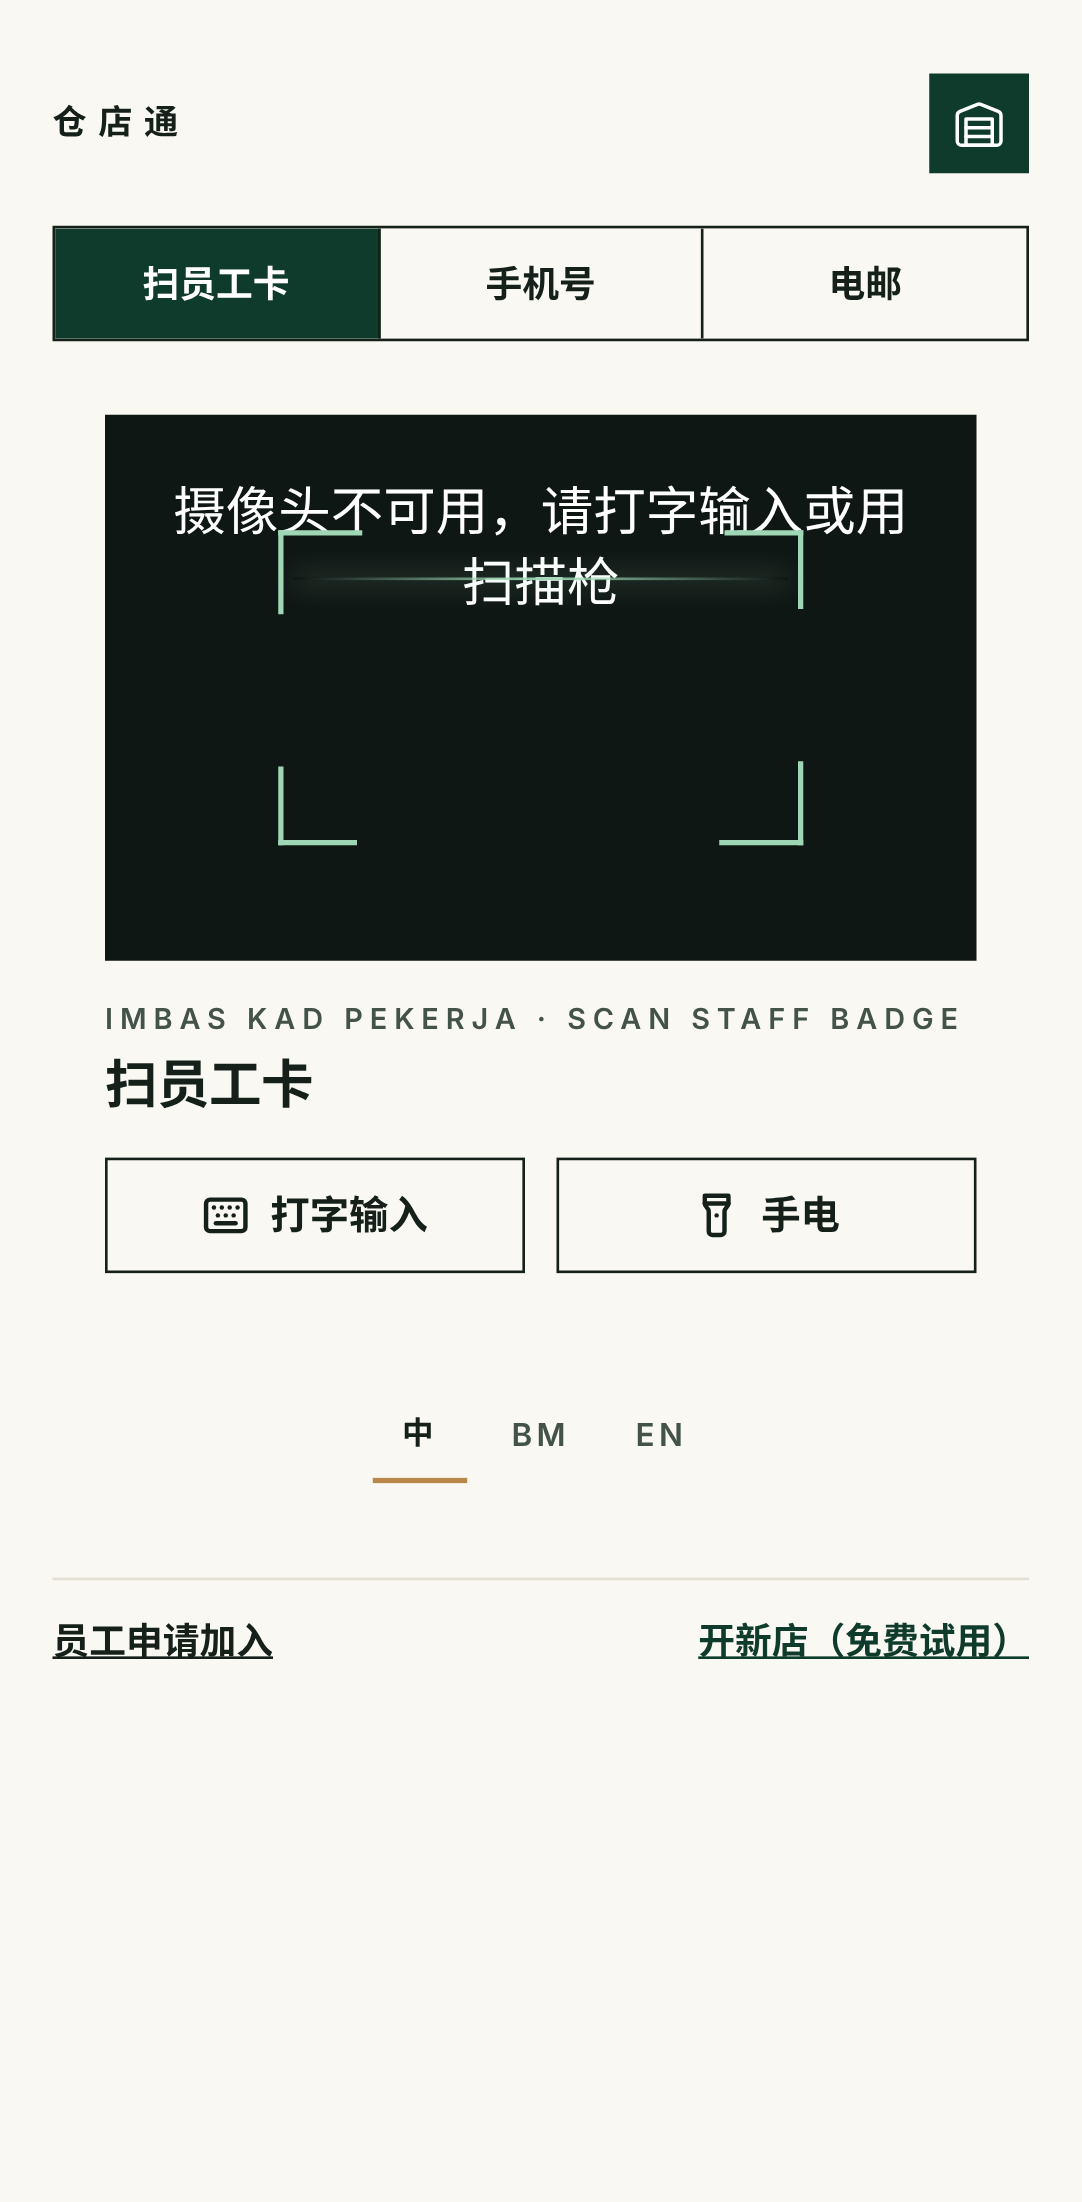 仓店通
扫员工卡
手机号
电邮
摄像头不可用，请打字输入或用
扫描枪
IMBAS KAD PEKERJA · SCAN STAFF BADGE
扫员工卡
打字输入
手电
中
BM
EN
员工申请加入
开新店（免费试用）